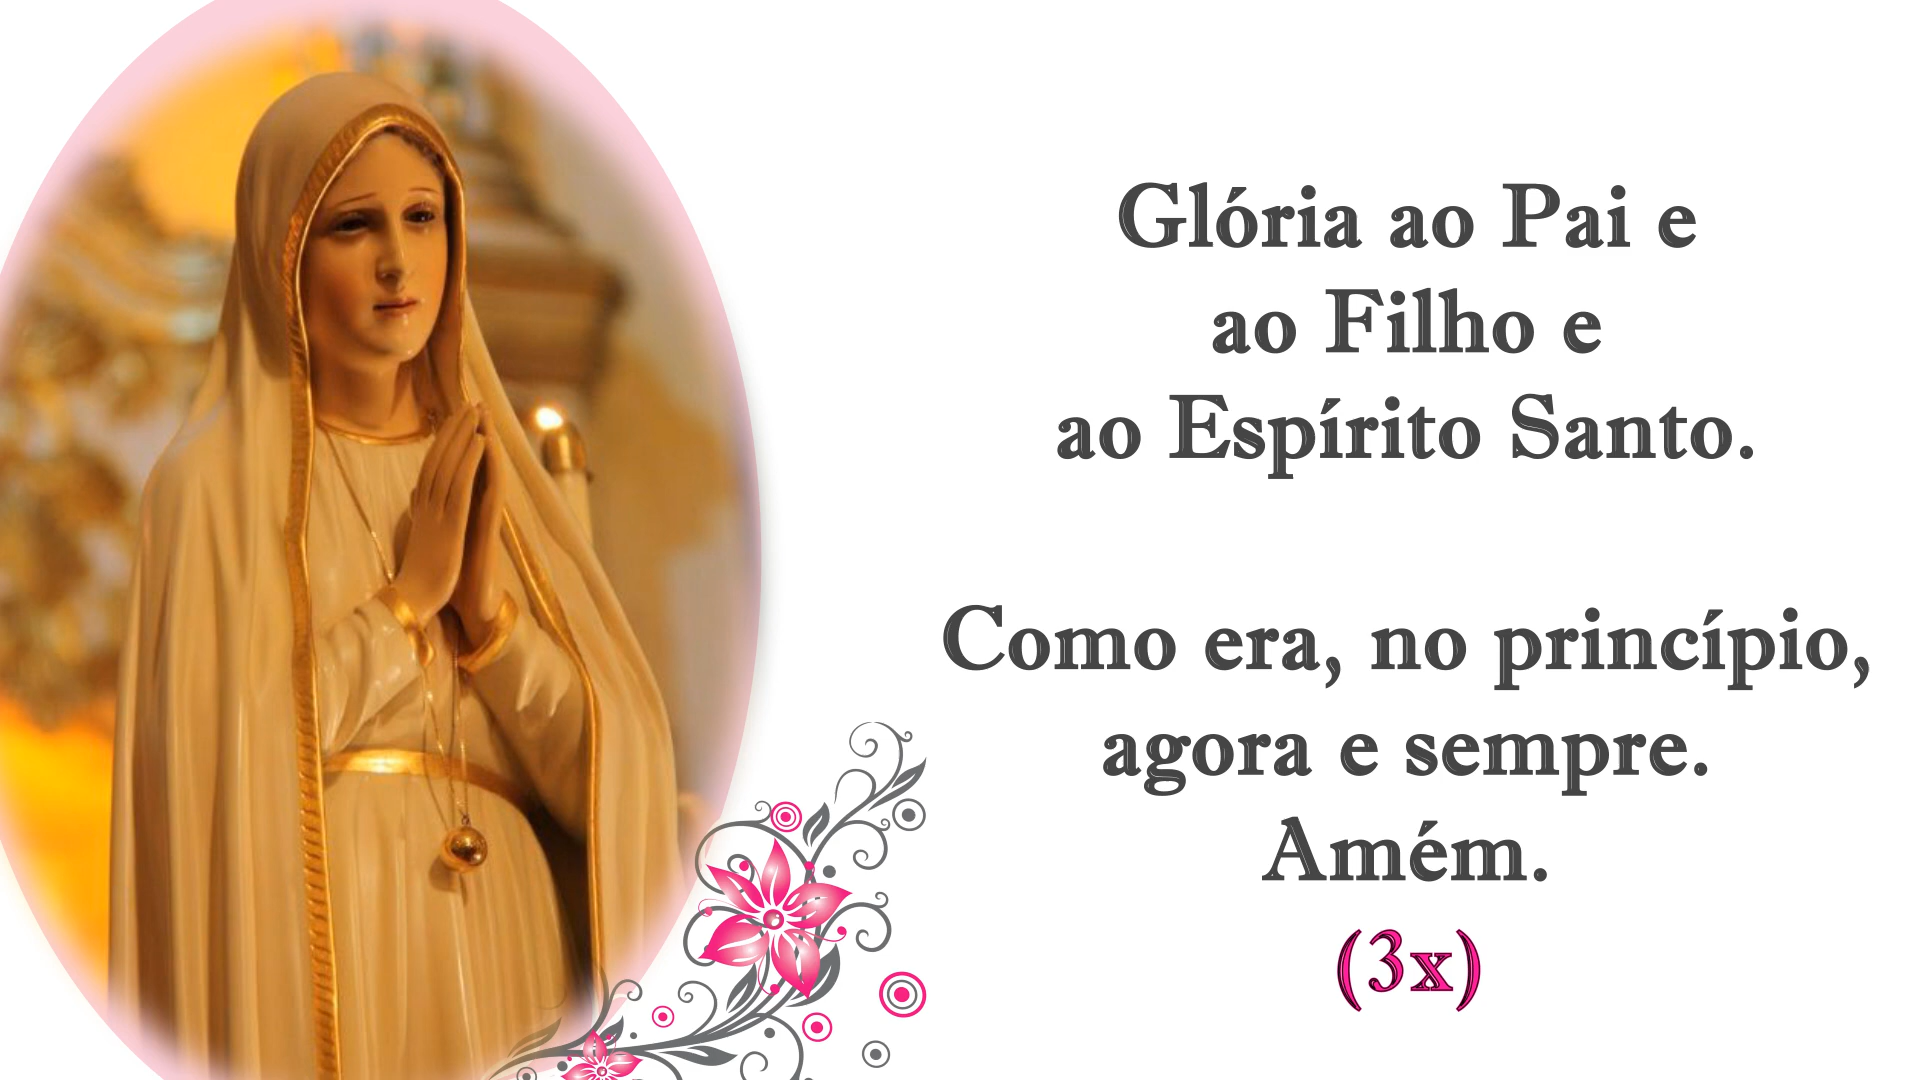 Glória ao Pai e
ao Filho e
ao Espírito Santo.
Como era, no princípio,
agora e sempre.
Amém.
(3x)